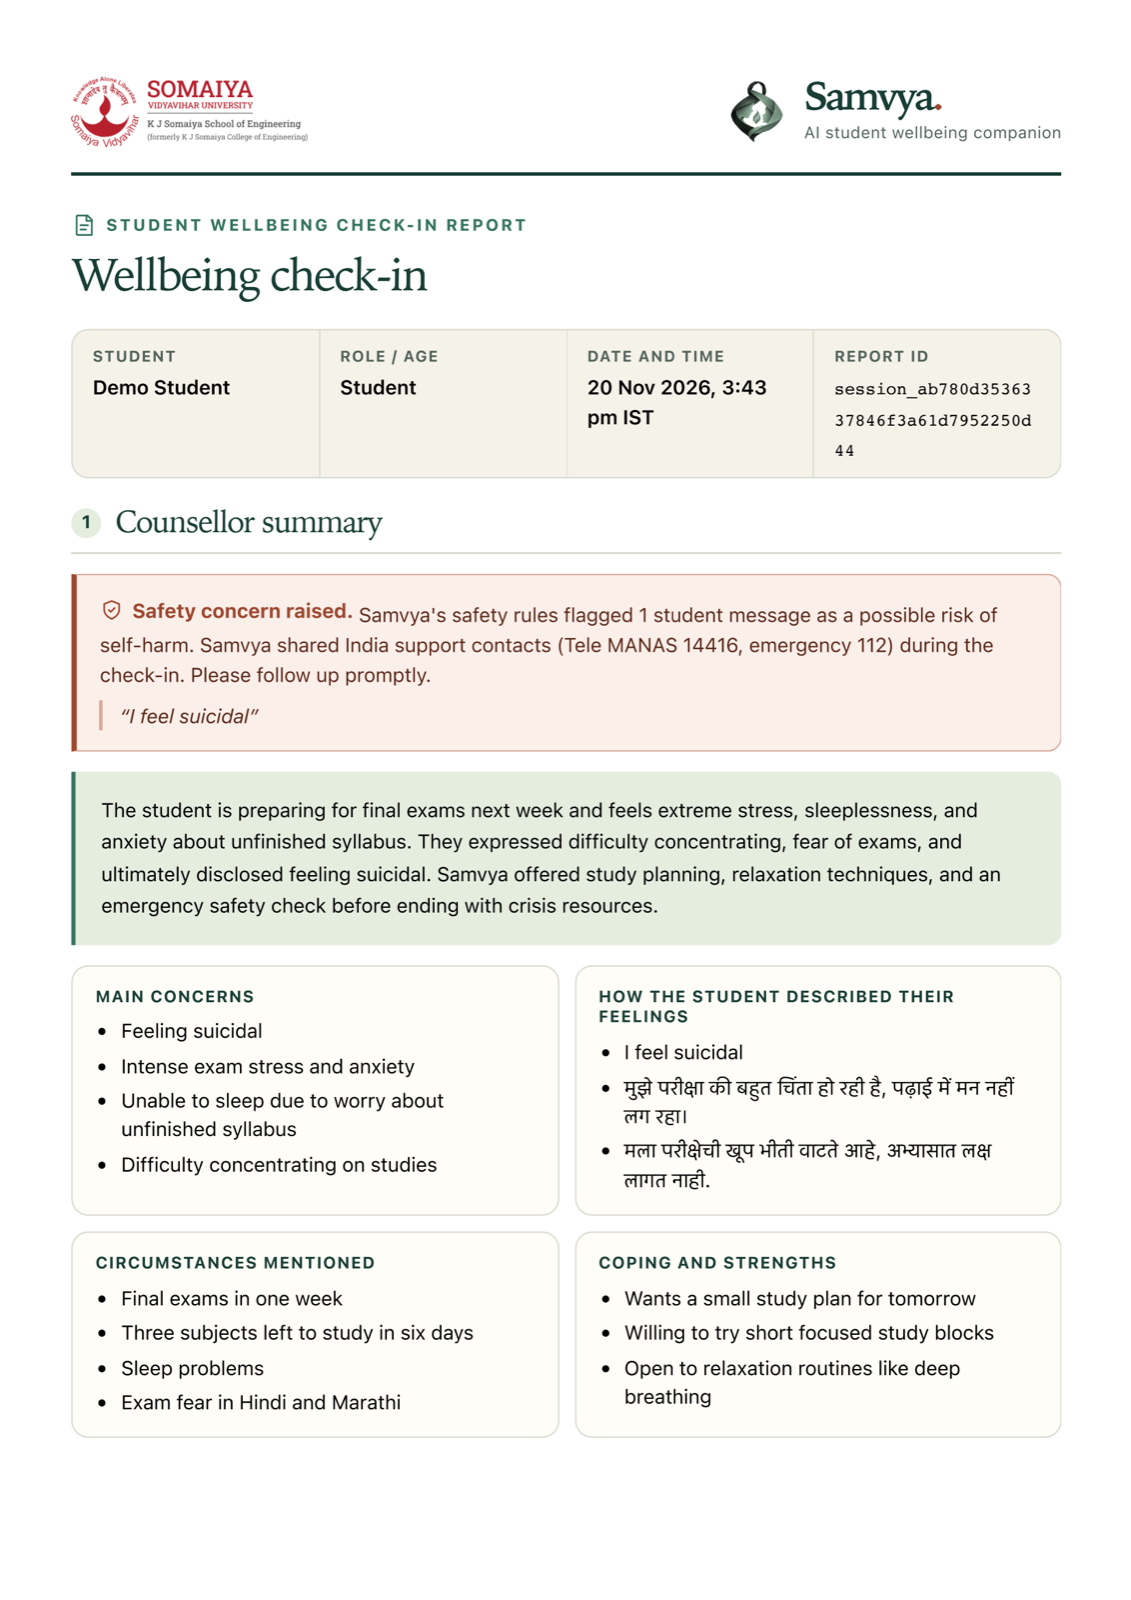 Knowledge Alone Liberates
Somaiya Vidyavihar
SOMAIYA
VIDYAVIHAR UNIVERSITY
K J Somaiya School of Engineering
(formerly K J Somaiya College of Engineering)
Samvya.
AI student wellbeing companion
STUDENT WELLBEING CHECK-IN REPORT
Wellbeing check-in
STUDENT
Demo Student
ROLE / AGE
Student
DATE AND TIME
20 Nov 2026, 3:43
pm IST
REPORT ID
session_ab780d35363
37846f3a61d7952250d
44
1 Counsellor summary
Safety concern raised. Samvya's safety rules flagged 1 student message as a possible risk of
self-harm. Samvya shared India support contacts (Tele MANAS 14416, emergency 112) during the
check-in. Please follow up promptly.
“I feel suicidal”
The student is preparing for final exams next week and feels extreme stress, sleeplessness, and
anxiety about unfinished syllabus. They expressed difficulty concentrating, fear of exams, and
ultimately disclosed feeling suicidal. Samvya offered study planning, relaxation techniques, and an
emergency safety check before ending with crisis resources.
MAIN CONCERNS
• Feeling suicidal
• Intense exam stress and anxiety
• Unable to sleep due to worry about
unfinished syllabus
• Difficulty concentrating on studies
HOW THE STUDENT DESCRIBED THEIR
FEELINGS
• I feel suicidal
• मुझे परीक्षा की बहुत चिंता हो रही है, पढ़ाई में मन नहीं
लग रहा।
• मला परीक्षेची खूप भीती वाटते आहे, अभ्यासात लक्ष
लागत नाही.
CIRCUMSTANCES MENTIONED
• Final exams in one week
• Three subjects left to study in six days
• Sleep problems
• Exam fear in Hindi and Marathi
COPING AND STRENGTHS
• Wants a small study plan for tomorrow
• Willing to try short focused study blocks
• Open to relaxation routines like deep
breathing